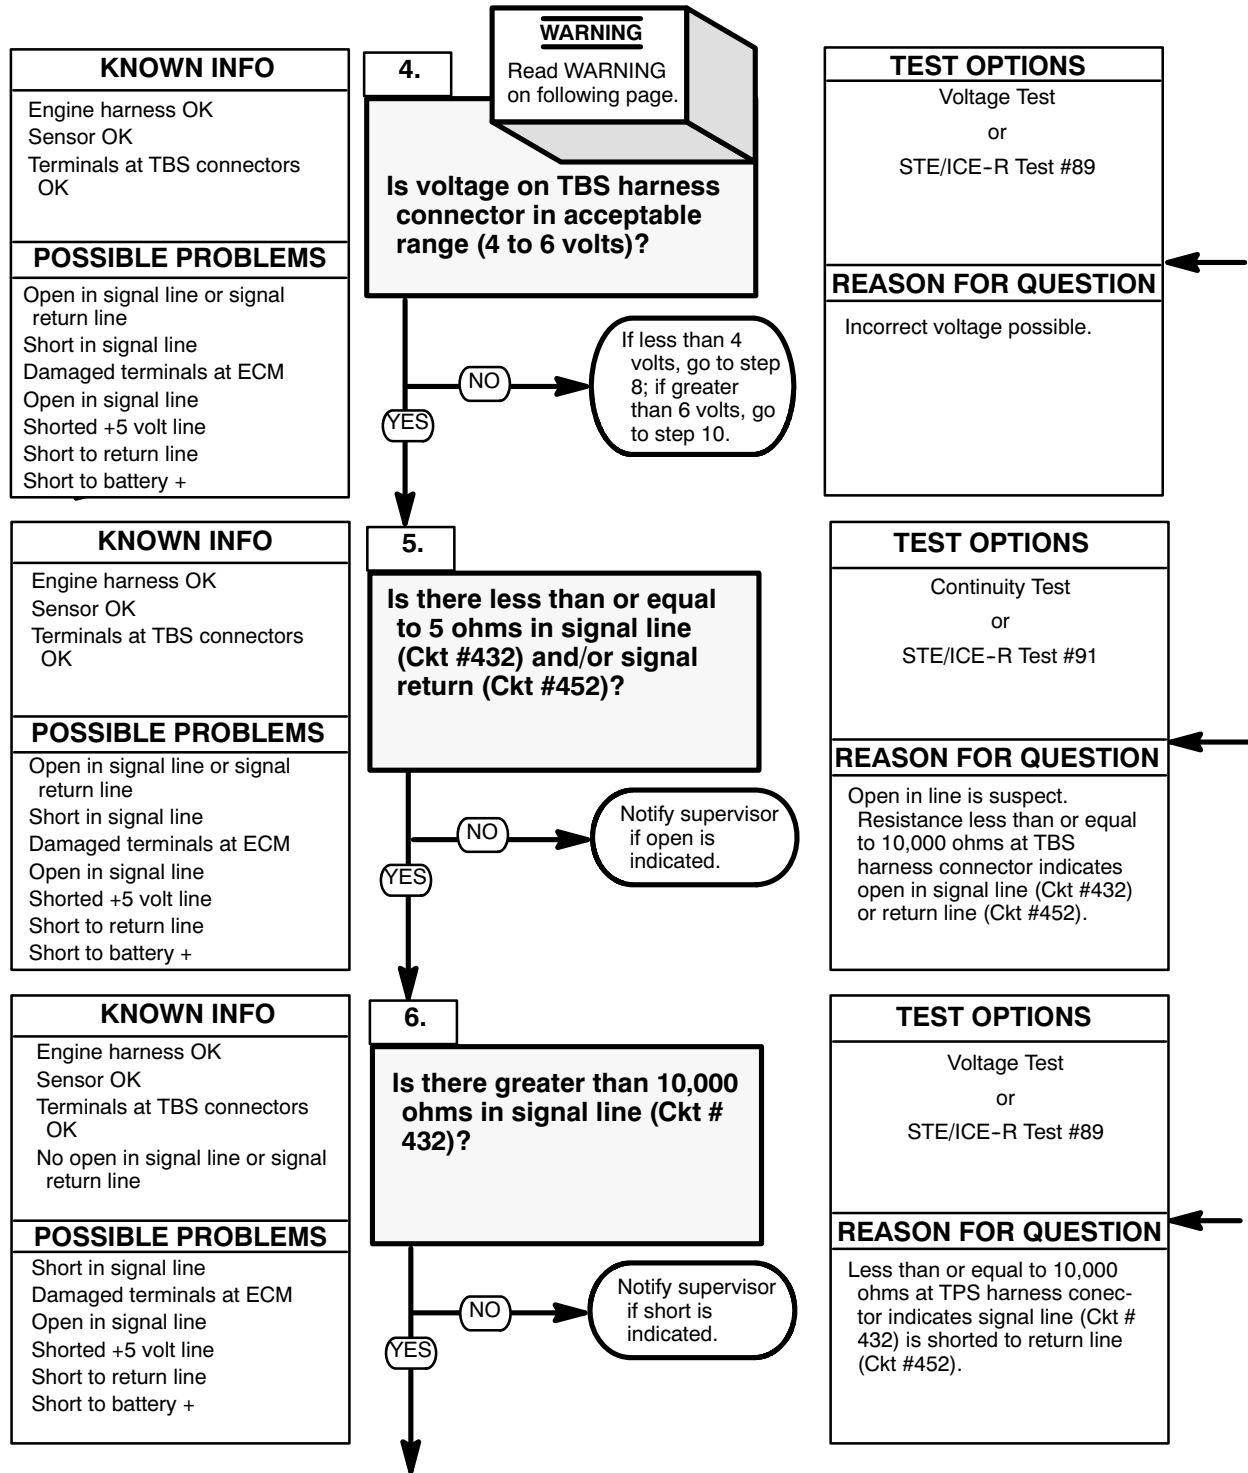 WARNING
Read WARNING
on following page.
KNOWN INFO
Engine harness OK
Sensor OK
Terminals at TBS connectors
OK
POSSIBLE PROBLEMS
Open in signal line or signal
return line
Short in signal line
Damaged terminals at ECM
Open in signal line
Shorted +5 volt line
Short to return line
Short to battery +
4.
Is voltage on TBS harness
connector in acceptable
range (4 to 6 volts)?
NO
If less than 4
volts, go to step
8; if greater
than 6 volts, go
to step 10.
YES
TEST OPTIONS
Voltage Test
or
STE/ICE-R Test #89
REASON FOR QUESTION
Incorrect voltage possible.
KNOWN INFO
Engine harness OK
Sensor OK
Terminals at TBS connectors
OK
POSSIBLE PROBLEMS
Open in signal line or signal
return line
Short in signal line
Damaged terminals at ECM
Open in signal line
Shorted +5 volt line
Short to return line
Short to battery +
5.
Is there less than or equal
to 5 ohms in signal line
(Ckt #432) and/or signal
return (Ckt #452)?
NO
Notify supervisor
if open is
indicated.
YES
TEST OPTIONS
Continuity Test
or
STE/ICE-R Test #91
REASON FOR QUESTION
Open in line is suspect.
Resistance less than or equal
to 10,000 ohms at TBS
harness connector indicates
open in signal line (Ckt #432)
or return line (Ckt #452).
KNOWN INFO
Engine harness OK
Sensor OK
Terminals at TBS connectors
OK
No open in signal line or signal
return line
POSSIBLE PROBLEMS
Short in signal line
Damaged terminals at ECM
Open in signal line
Shorted +5 volt line
Short to return line
Short to battery +
6.
Is there greater than 10,000
ohms in signal line (Ckt #
432)?
NO
Notify supervisor
if short is
indicated.
YES
TEST OPTIONS
Voltage Test
or
STE/ICE-R Test #89
REASON FOR QUESTION
Less than or equal to 10,000
ohms at TPS harness conec-
tor indicates signal line (Ckt #
432) is shorted to return line
(Ckt #452).